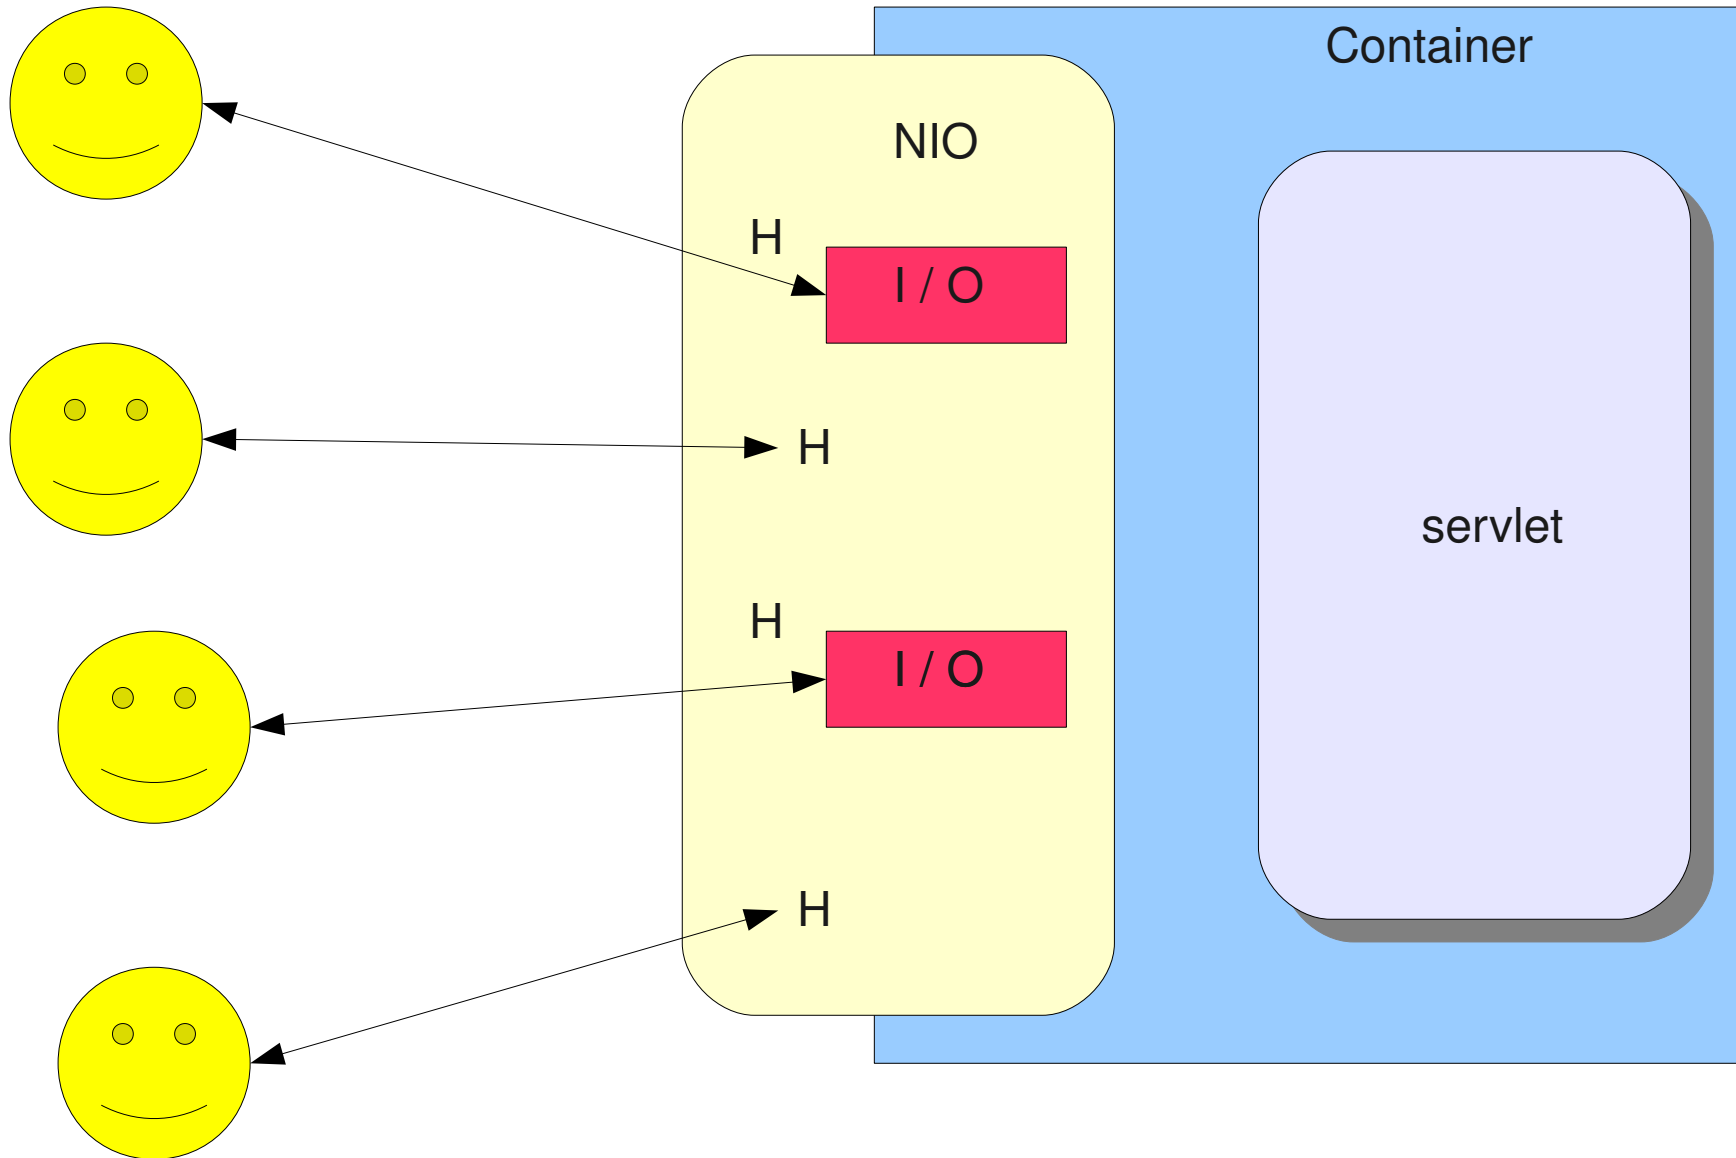 Container
NIO
H
I / O
H
servlet
H
I / O
H